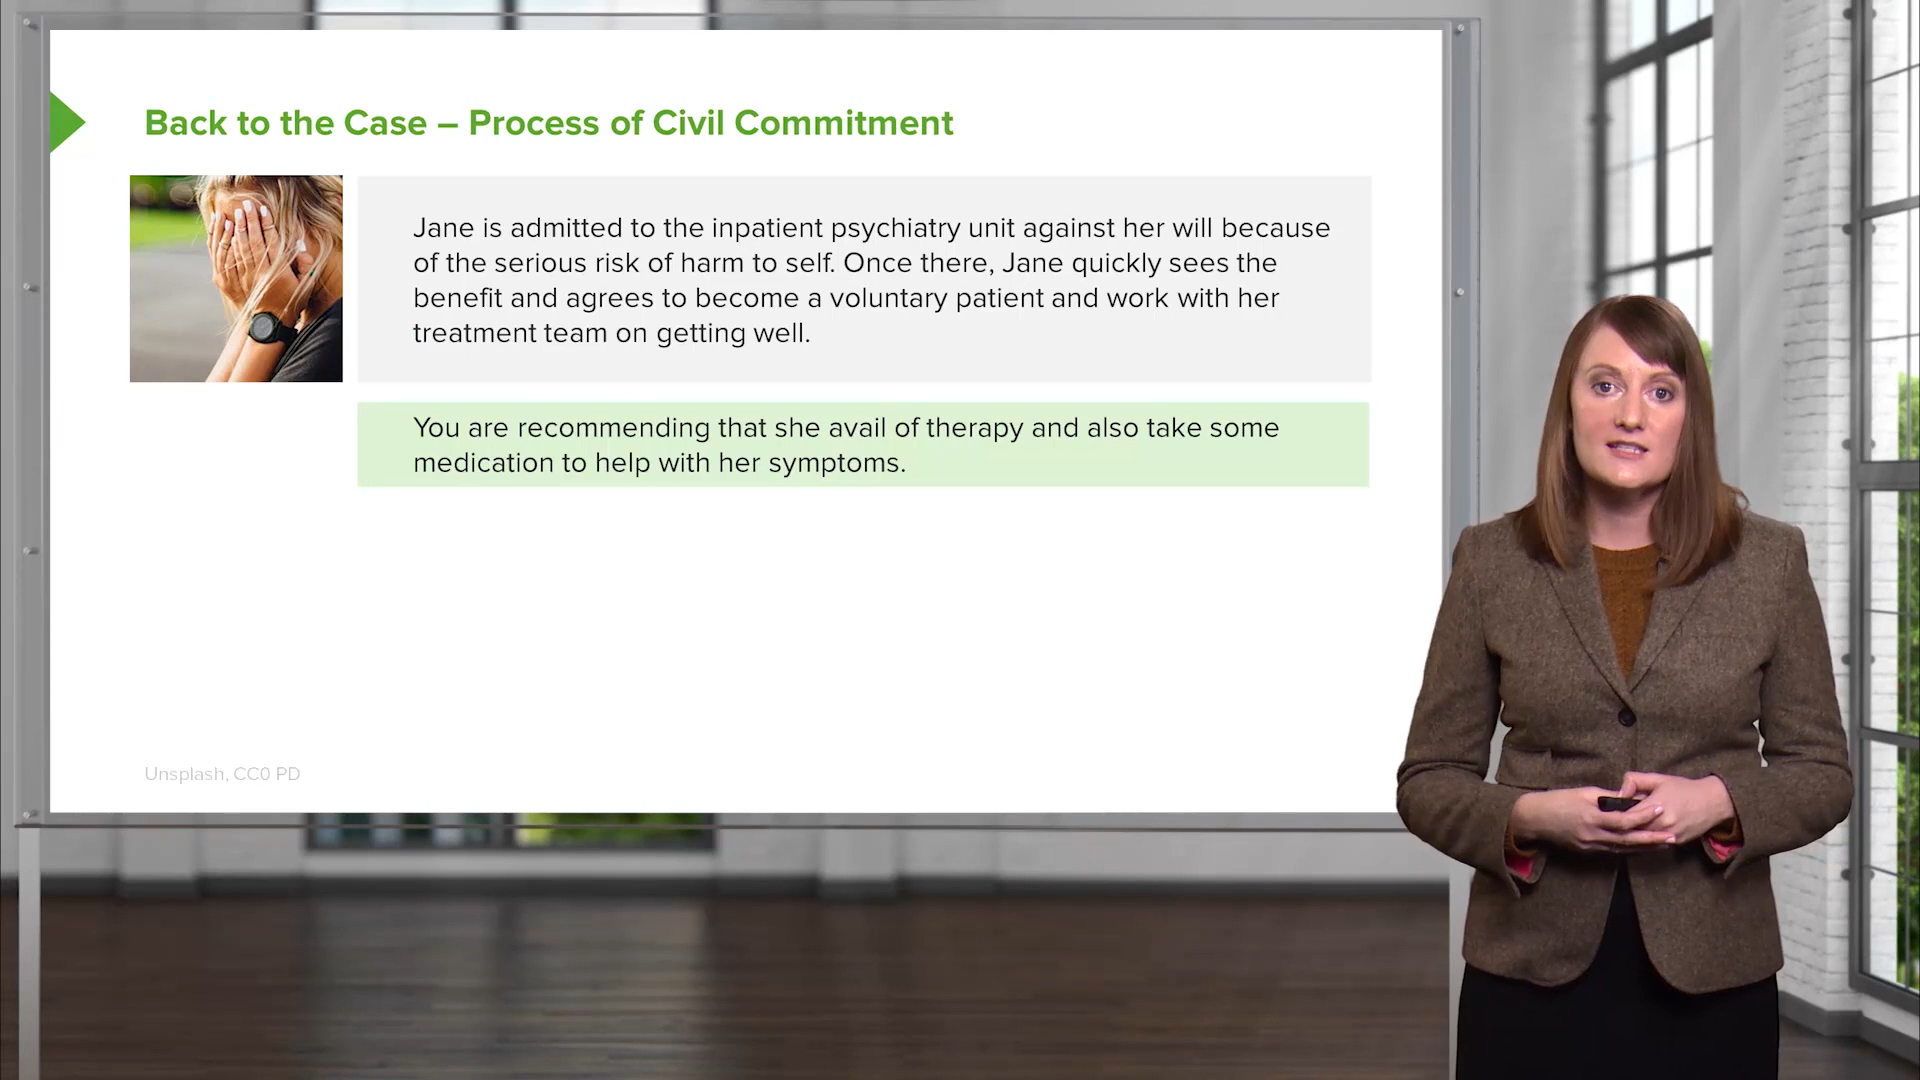 Back to the Case – Process of Civil Commitment
Jane is admitted to the inpatient psychiatry unit against her will because
of the serious risk of harm to self. Once there, Jane quickly sees the
benefit and agrees to become a voluntary patient and work with her
treatment team on getting well.
You are recommending that she avail of therapy and also take some
medication to help with her symptoms.
Unsplash, CC0 PD